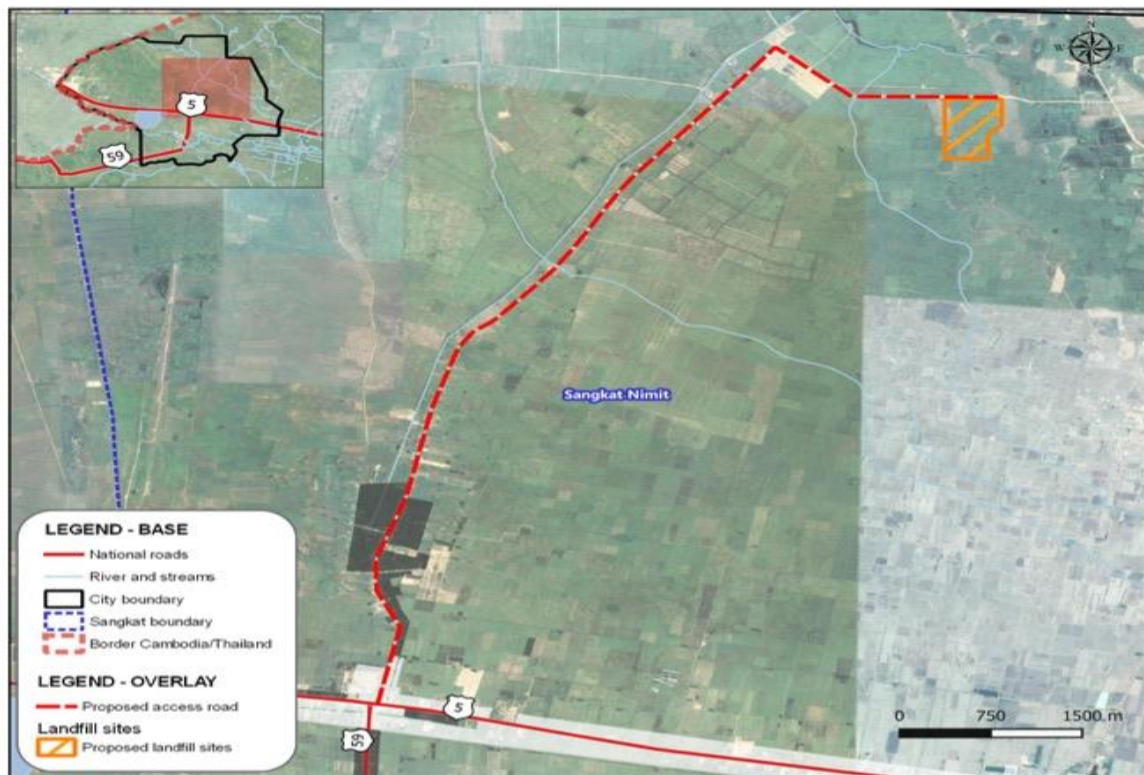 N
W
E
5
59
Sangkat Nimit
LEGEND - BASE
National roads
River and streams
City boundary
Sangkat boundary
Border Cambodia/Thailand
LEGEND - OVERLAY
Proposed access road
Landfill sites
Proposed landfill sites
5
59
0 750 1500 m